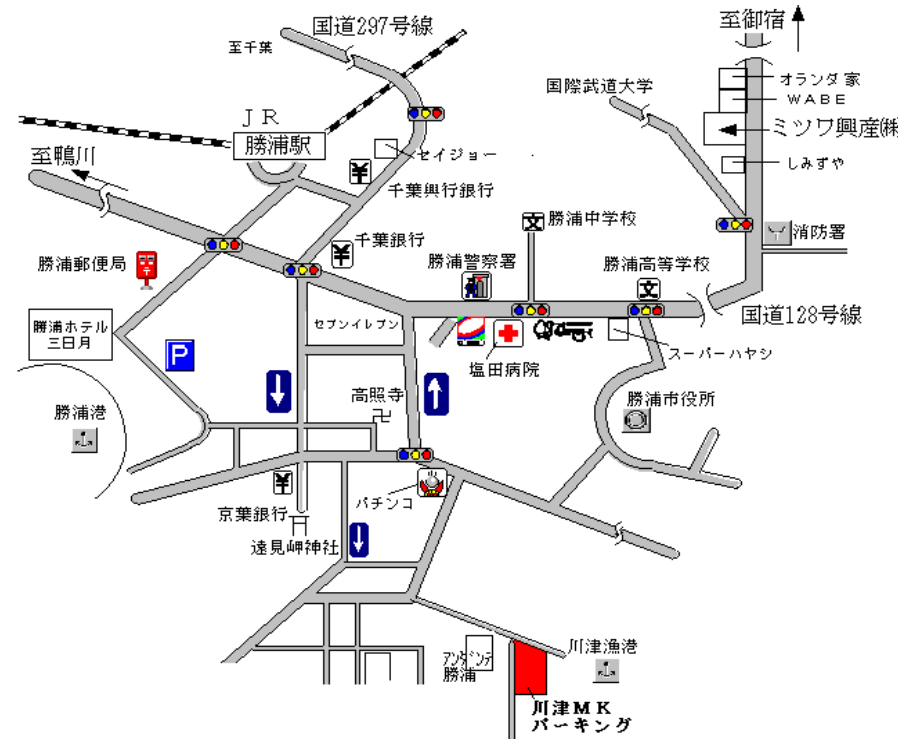 国道297号線
至御宿
至千葉
オランダ家
国際武道大学
WABE
JR
勝浦駅
ミツワ興産㈱
セイジョー
至鴨川
しみずや
千葉興行銀行
勝浦中学校
千葉銀行
消防署
勝浦郵便局
勝浦警察署
勝浦高等学校
文
文
国道128号線
勝浦ホテル
三日月
セブンイレブン
スーパーハヤシ
P
塩田病院
高照寺
卍
勝浦市役所
勝浦港
¥
¥
¥
京葉銀行
パチンコ
遠見岬神社
川津漁港
アンダンテ
勝浦
川津MK
パーキング